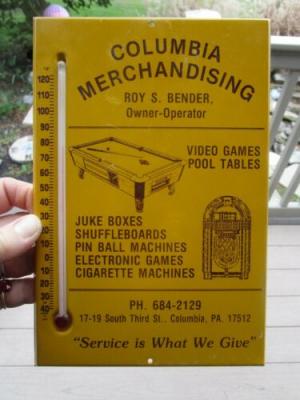 COLUMBIA
MERCHANDISING
ROY S. BENDER,
Owner-Operator
VIDEO GAMES
POOL TABLES
JUKE BOXES
SHUFFLEBOARDS
PIN BALL MACHINES
ELECTRONIC GAMES
CIGARETTE MACHINES
PH. 684-2129
17-19 South Third St., Columbia, PA. 17512
"Service is What We Give"
120
110
100
90
80
70
60
50
40
30
20
10
0
10
20
30
40